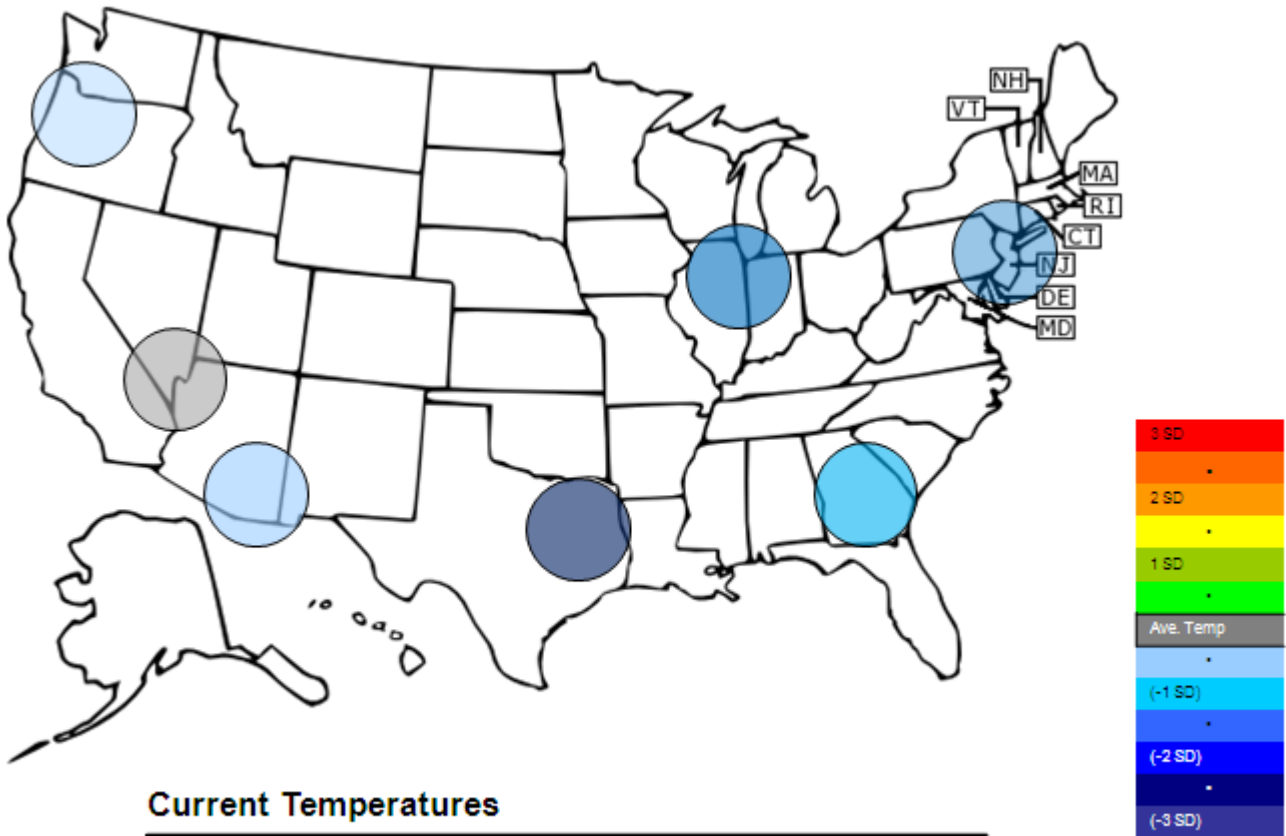 NH
VT
MA
RI
CT
NJ
DE
MD
3 SD
2 SD
1 SD
Ave. Temp
(-1 SD)
(-2 SD)
(-3 SD)
Current Temperatures